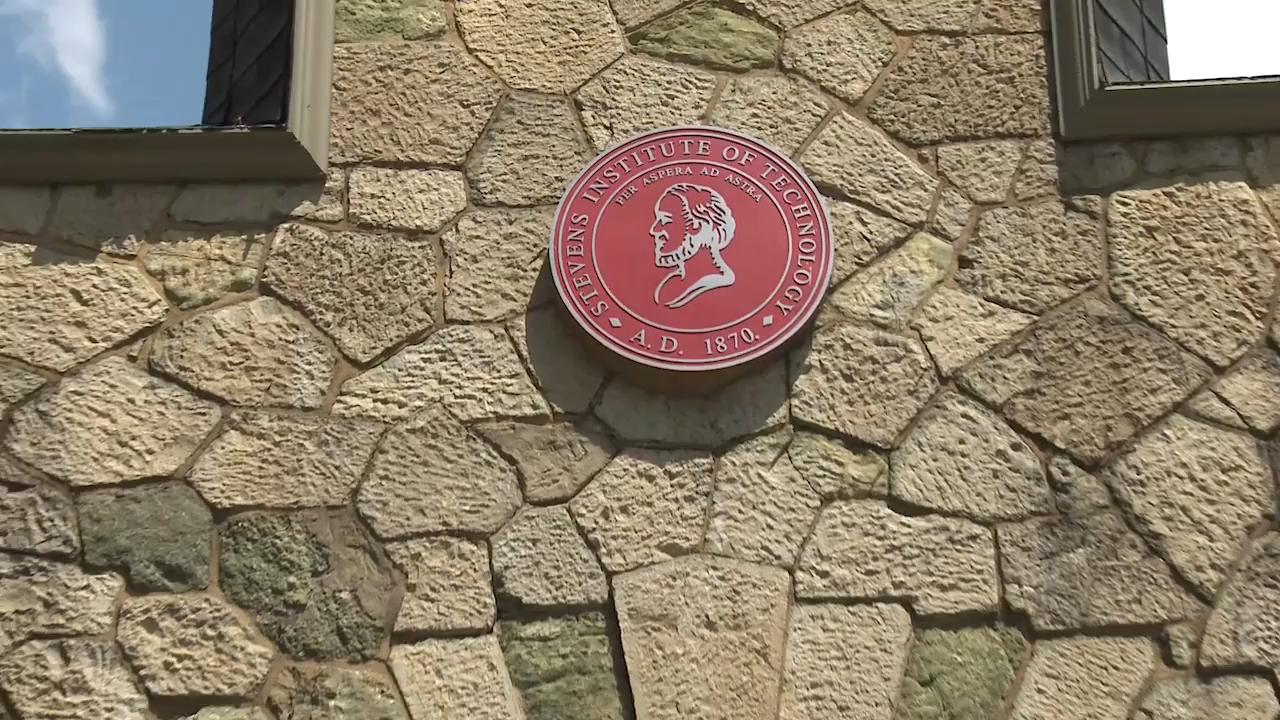 STEVENS INSTITUTE OF TECHNOLOGY
PER ASPERA AD ASTRA
A.D. 1870.